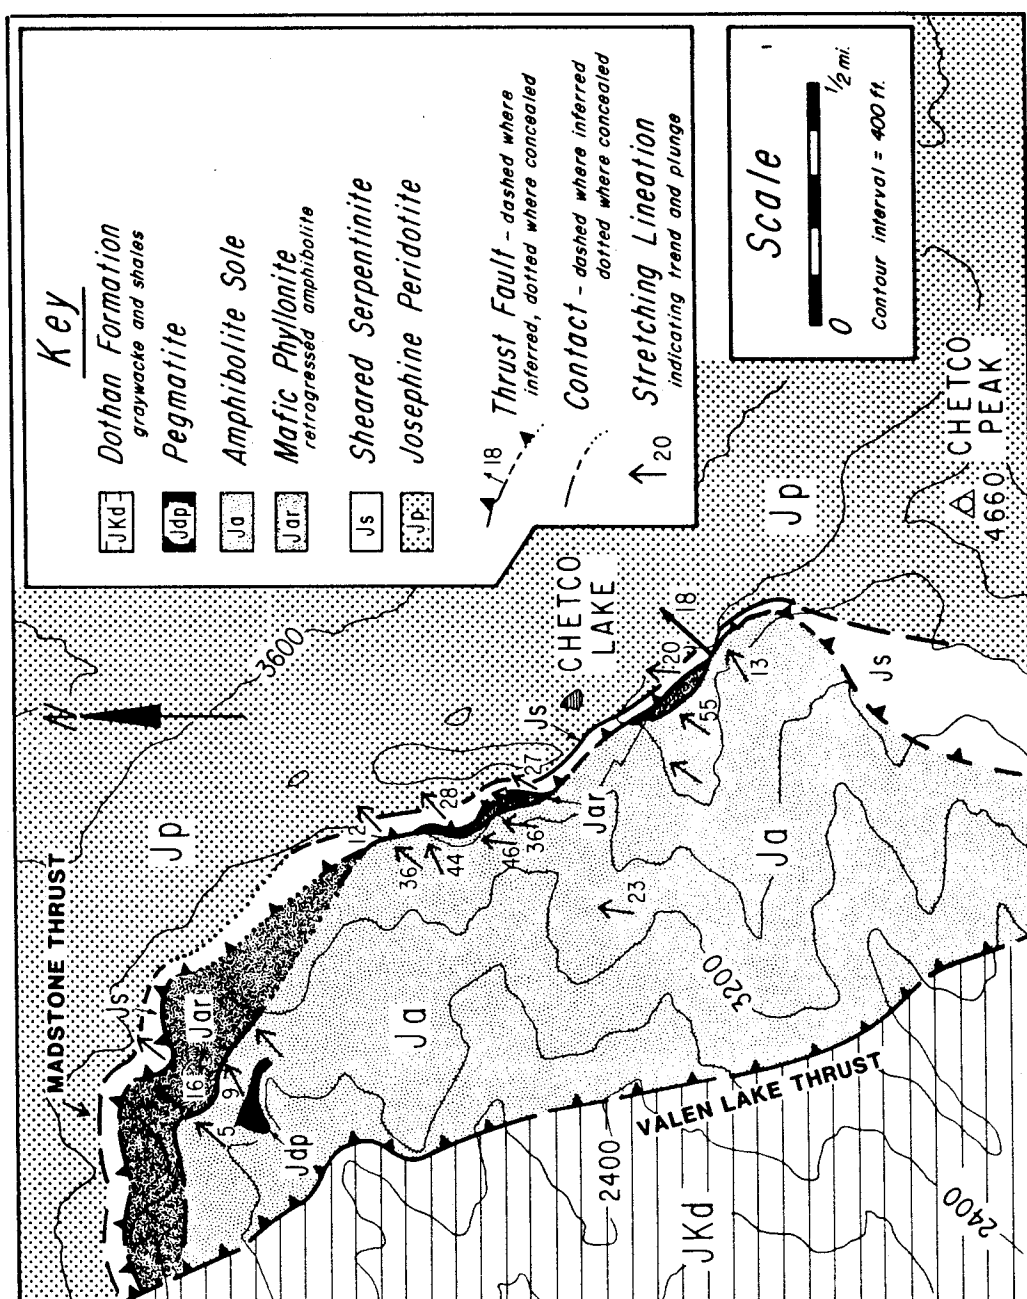 Key
JKd
Dothan Formation
graywacke and shales
Jdp
Pegmatite
Ja
Amphibolite Sole
Jar
Mafic Phyllonite
retrogressed amphibolite
Js
Sheared Serpentinite
Jp
Josephine Peridotite
18
Thrust Fault - dashed where
inferred, dotted where concealed
Contact - dashed where inferred
dotted where concealed
20
Stretching Lineation
indicating trend and plunge
Scale
0
1/2 mi.
Contour interval = 400 ft.
MADSTONE THRUST
N
3600
Jp
Jp
CHETCO
LAKE
CHETCO
PEAK
4660
Js
Jar
16
9
5
Jdp
Ja
12
28
27
36
44
46
36
Jar
Js
20
18
13
55
23
Js
Ja
3200
VALEN LAKE THRUST
2400
JKd
2400